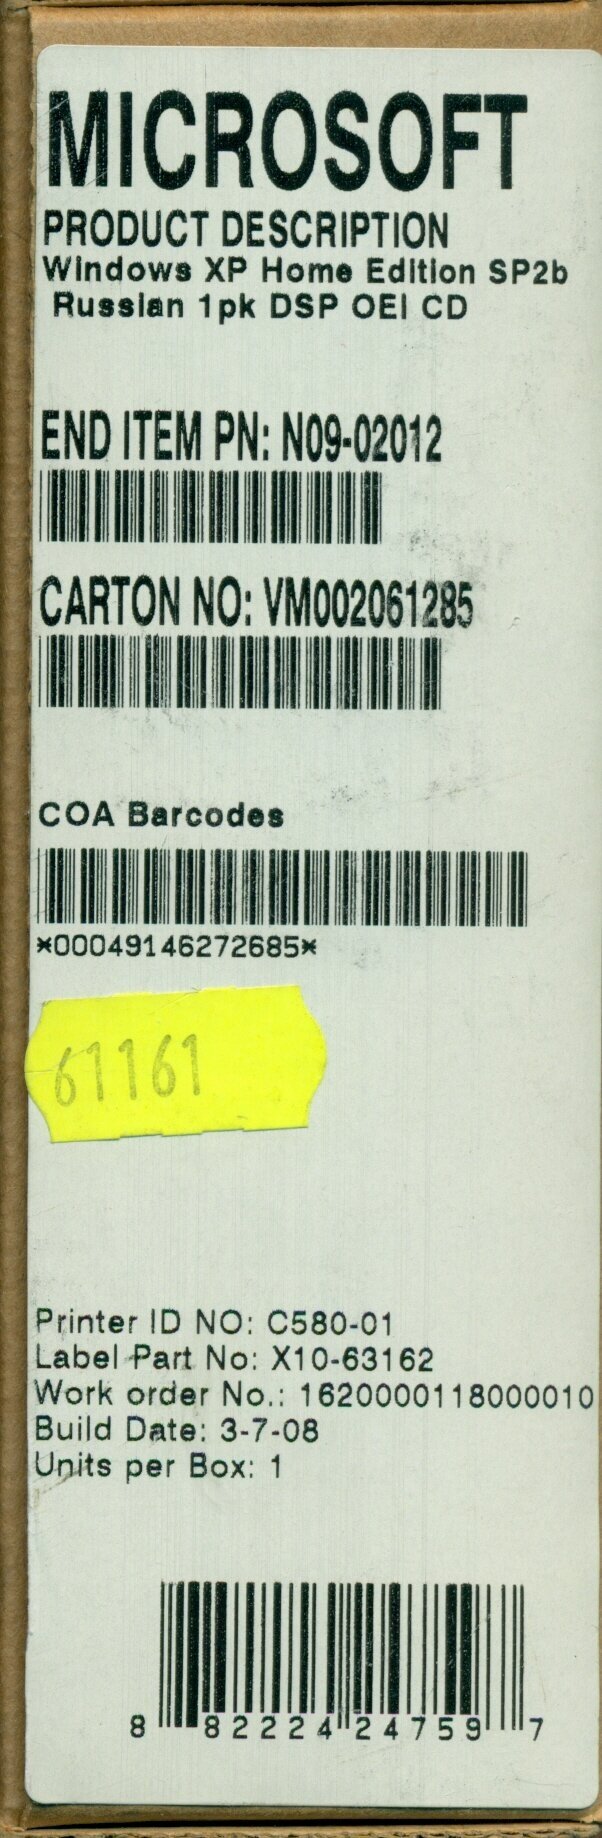 MICROSOFT
PRODUCT DESCRIPTION
Windows XP Home Edition SP2b
Russian 1pk DSP OEI CD
END ITEM PN: N09-02012
CARTON NO: VM002061285
COA Barcodes
*00049146272685*
61161
Printer ID NO: C580-01
Label Part No: X10-63162
Work order No.: 1620000118000010
Build Date: 3-7-08
Units per Box: 1
8 82224 24759 7